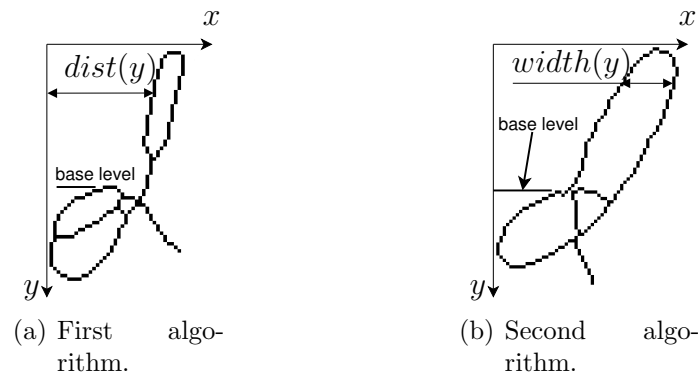 x
dist(y)
base level
y
(a) First algo-
rithm.
x
width(y)
base level
y
(b) Second algo-
rithm.